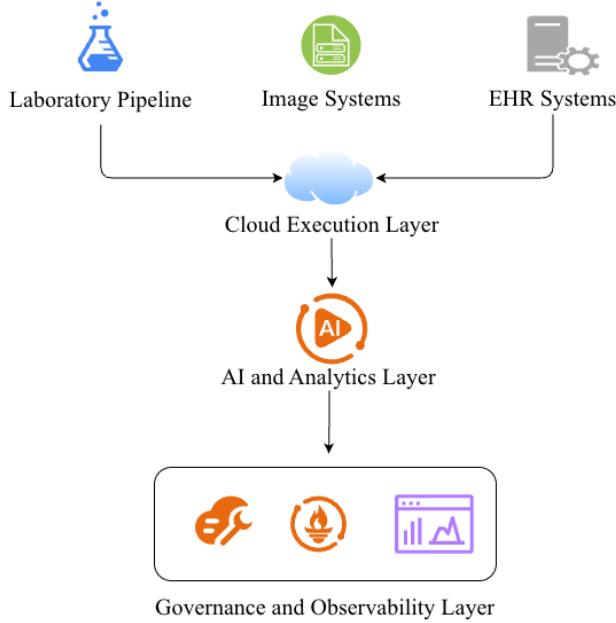 Laboratory Pipeline
Image Systems
EHR Systems
Cloud Execution Layer
AI
AI and Analytics Layer
Governance and Observability Layer